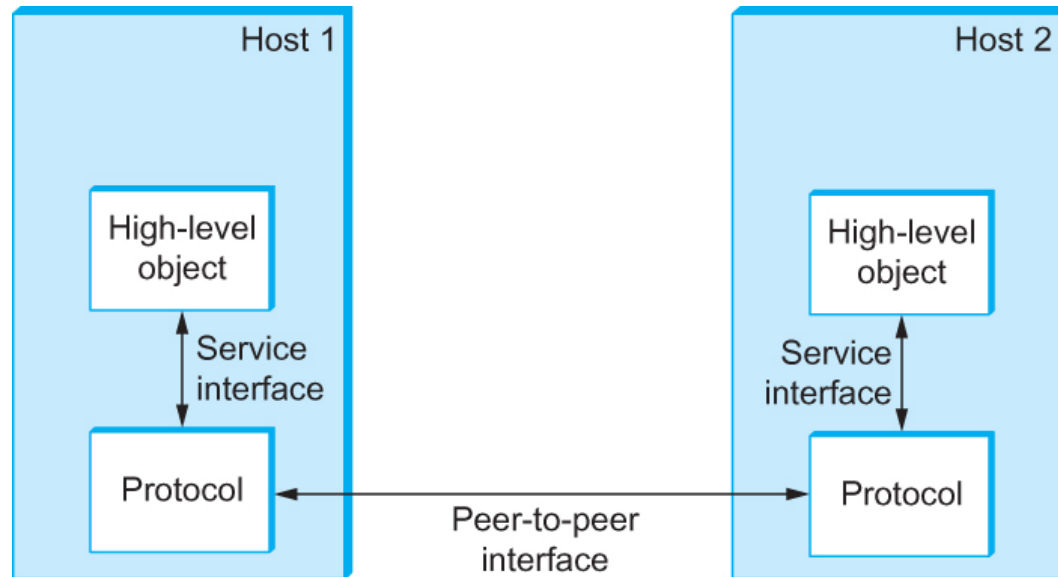 Host 1
High-level
object
Service
interface
Protocol
Peer-to-peer
interface
Host 2
High-level
object
Service
interface
Protocol